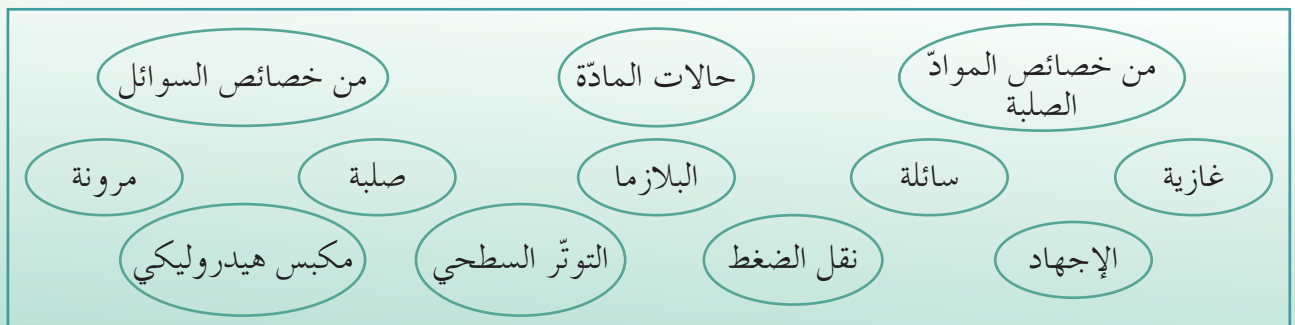 من خصائص الموادّ
الصلبة
حالات المادّة
من خصائص السوائل
غازية
سائلة
البلازما
صلبة
مرونة
الإجهاد
نقل الضغط
التوتّر السطحي
مكبس هيدروليكي